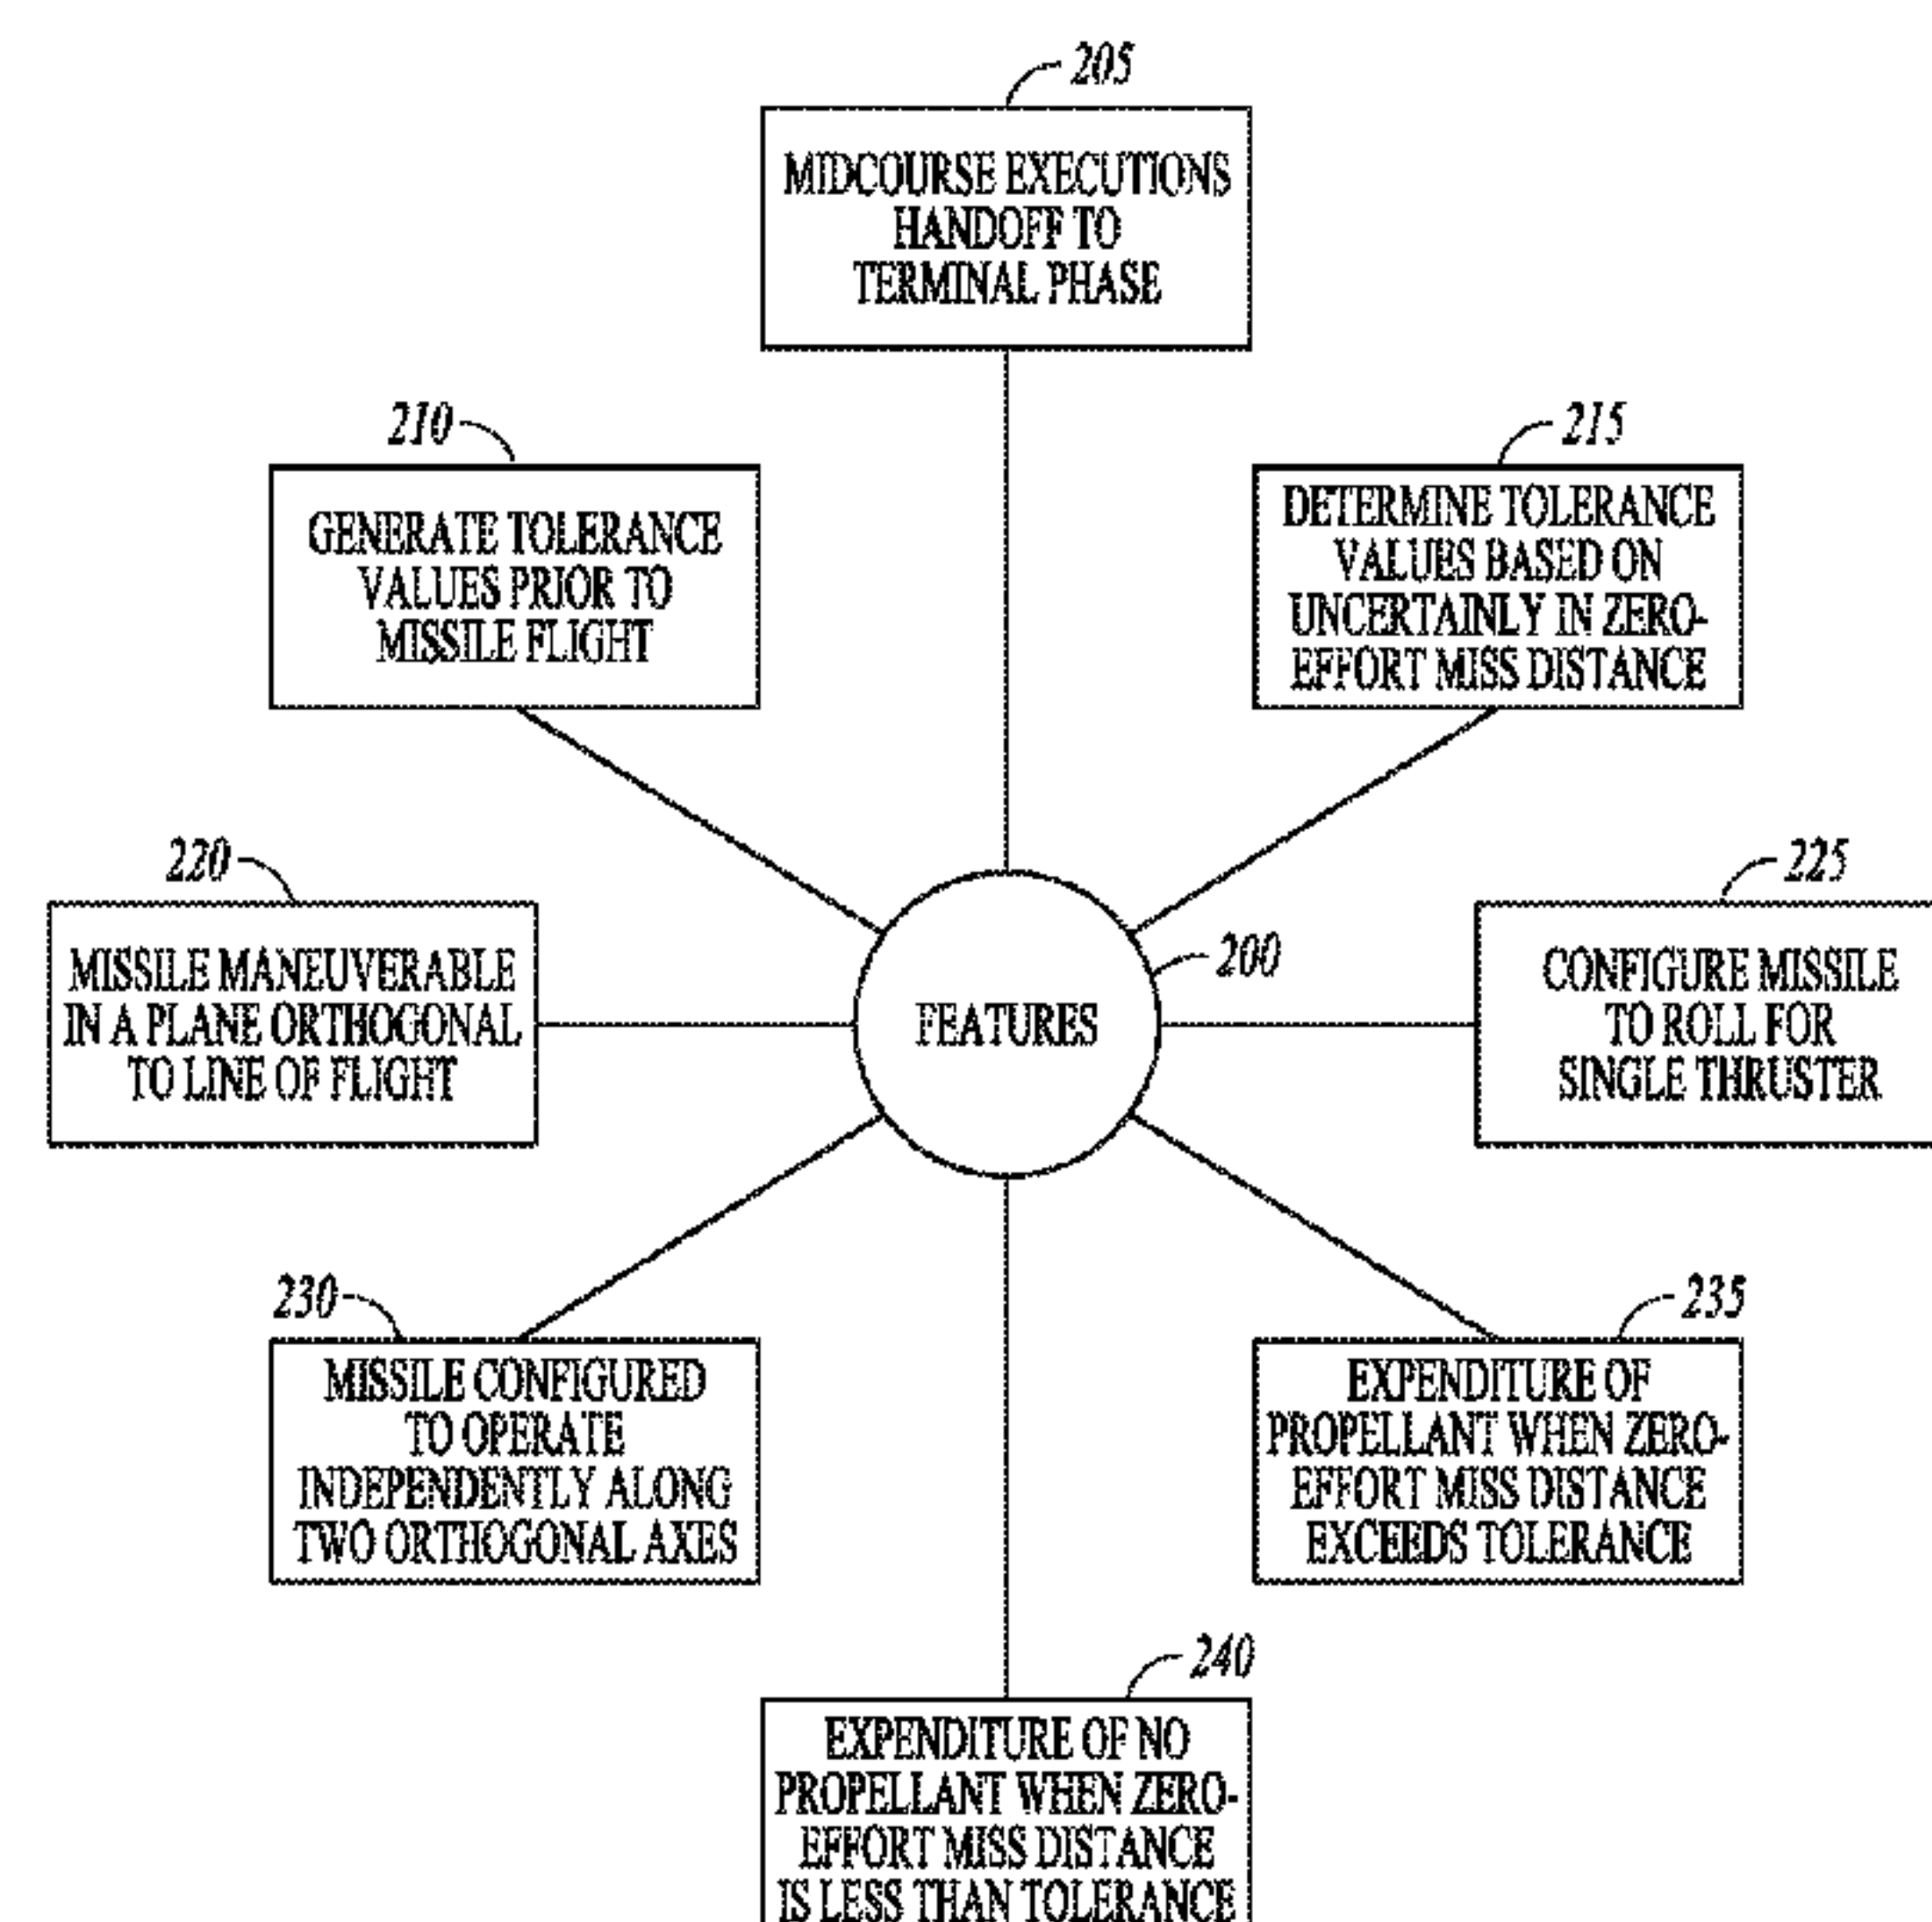 205
MIDCOURSE EXECUTIONS
HANDOFF TO
TERMINAL PHASE
210
GENERATE TOLERANCE
VALUES PRIOR TO
MISSILE FLIGHT
215
DETERMINE TOLERANCE
VALUES BASED ON
UNCERTAINLY IN ZERO-
EFFORT MISS DISTANCE
220
MISSILE MANEUVERABLE
IN A PLANE ORTHOGONAL
TO LINE OF FLIGHT
200
FEATURES
225
CONFIGURE MISSILE
TO ROLL FOR
SINGLE THRUSTER
230
MISSILE CONFIGURED
TO OPERATE
INDEPENDENTLY ALONG
TWO ORTHOGONAL AXES
235
EXPENDITURE OF
PROPELLANT WHEN ZERO-
EFFORT MISS DISTANCE
EXCEEDS TOLERANCE
240
EXPENDITURE OF NO
PROPELLANT WHEN ZERO-
EFFORT MISS DISTANCE
IS LESS THAN TOLERANCE